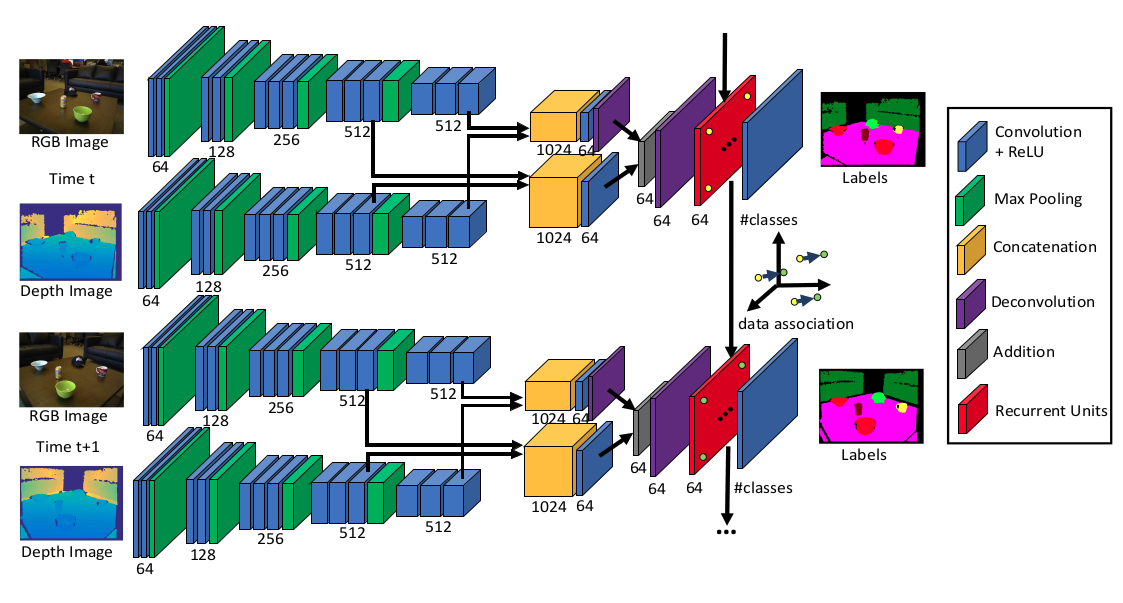 RGB Image
Time t
Depth Image
64
128
256
512
512
64
128
256
512
512
1024
64
1024
64
64
64
64
#classes
Labels
data association
RGB Image
Time t+1
Depth Image
64
128
256
512
512
64
128
256
512
512
1024
64
1024
64
64
64
64
#classes
Labels
Convolution
+ ReLU
Max Pooling
Concatenation
Deconvolution
Addition
Recurrent Units